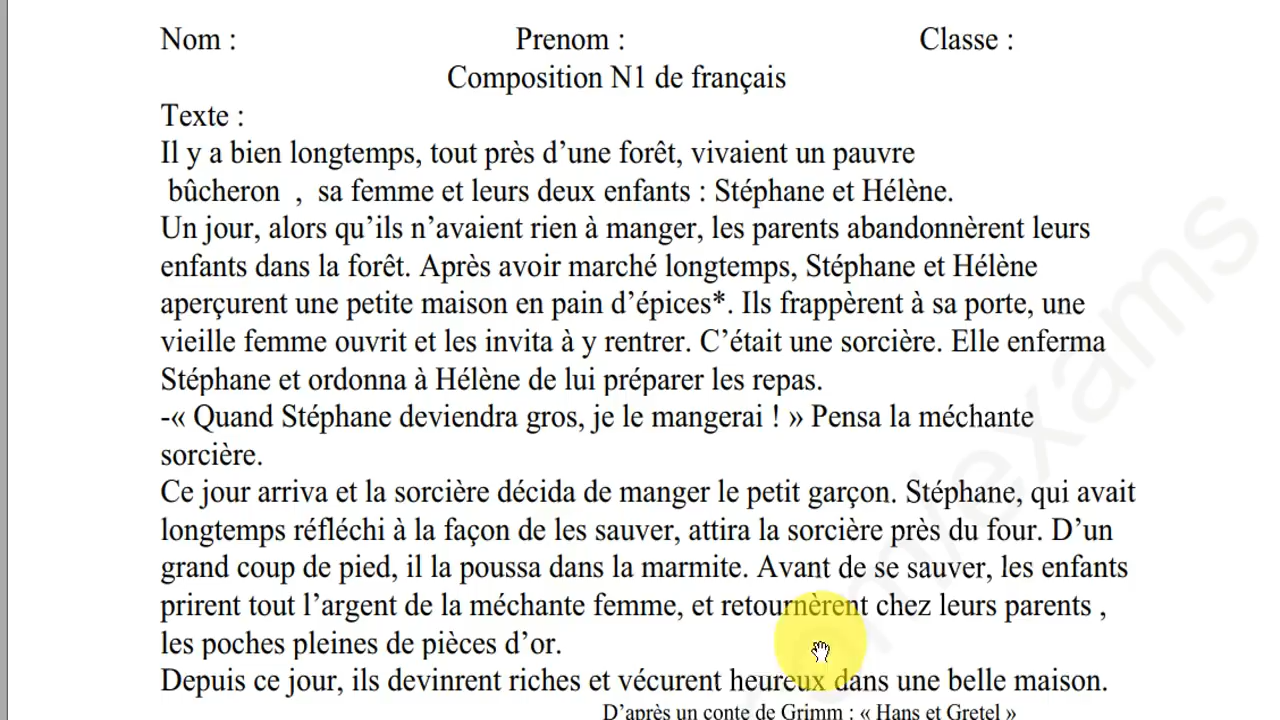 Nom : Prenom : Classe :
Composition N1 de français
Texte :
Il y a bien longtemps, tout près d’une forêt, vivaient un pauvre
bûcheron , sa femme et leurs deux enfants : Stéphane et Hélène.
Un jour, alors qu’ils n’avaient rien à manger, les parents abandonnèrent leurs
enfants dans la forêt. Après avoir marché longtemps, Stéphane et Hélène
aperçurent une petite maison en pain d’épices*. Ils frappèrent à sa porte, une
vieille femme ouvrit et les invita à y rentrer. C’était une sorcière. Elle enferma
Stéphane et ordonna à Hélène de lui préparer les repas.
-« Quand Stéphane deviendra gros, je le mangerai ! » Pensa la méchante
sorcière.
Ce jour arriva et la sorcière décida de manger le petit garçon. Stéphane, qui avait
longtemps réfléchi à la façon de les sauver, attira la sorcière près du four. D’un
grand coup de pied, il la poussa dans la marmite. Avant de se sauver, les enfants
prirent tout l’argent de la méchante femme, et retournèrent chez leurs parents ,
les poches pleines de pièces d’or.
Depuis ce jour, ils devinrent riches et vécurent heureux dans une belle maison.
D’après un conte de Grimm : « Hans et Gretel »
om/exams